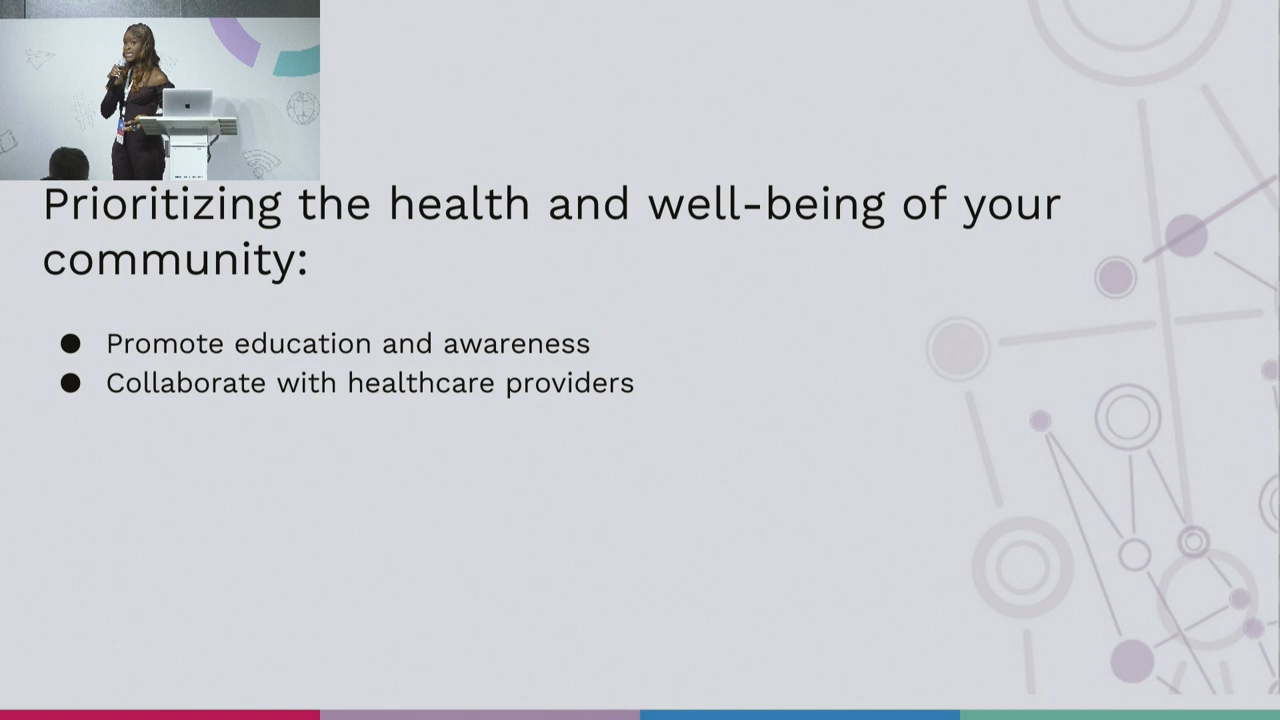 Prioritizing the health and well-being of your
community:
● Promote education and awareness
● Collaborate with healthcare providers